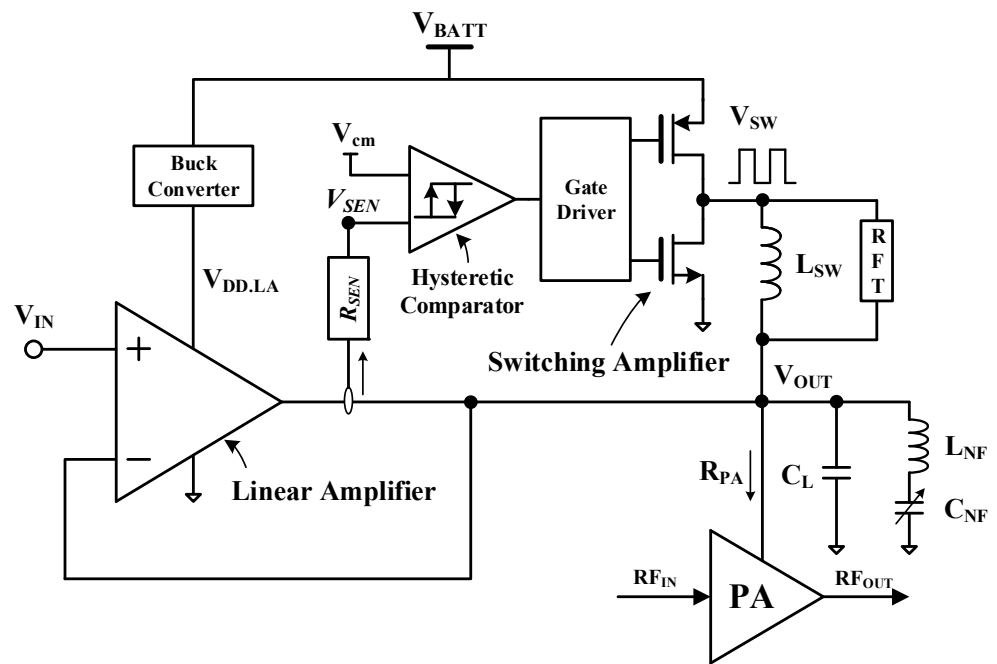 V_BATT
Buck
Converter
V_cm
V_SEN
Hysteretic
Comparator
Gate
Driver
V_SW
L_SW
R
F
T
R_SEN
V_DD.LA
V_IN
+
−
Linear Amplifier
Switching Amplifier
V_OUT
R_PA
C_L
L_NF
C_NF
RF_IN
PA
RF_OUT